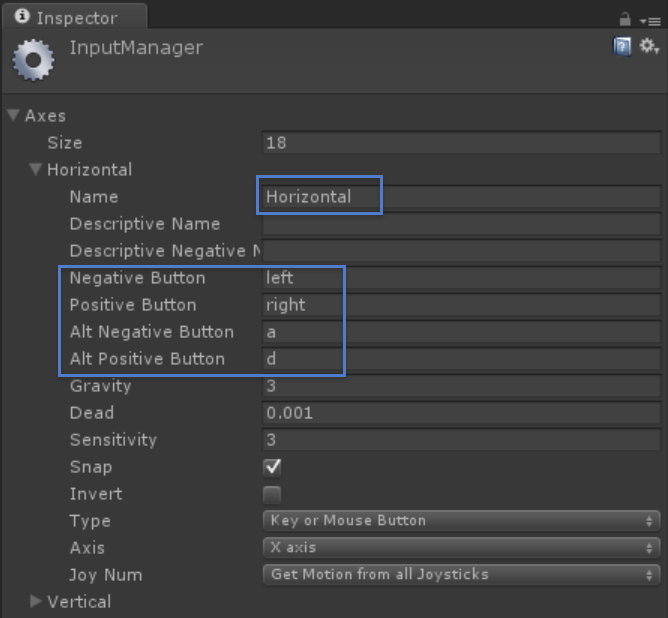 Inspector
InputManager
Axes
Size 18
Horizontal
Name Horizontal
Descriptive Name
Descriptive Negative N
Negative Button left
Positive Button right
Alt Negative Button a
Alt Positive Button d
Gravity 3
Dead 0.001
Sensitivity 3
Snap
Invert
Type Key or Mouse Button
Axis X axis
Joy Num Get Motion from all Joysticks
Vertical